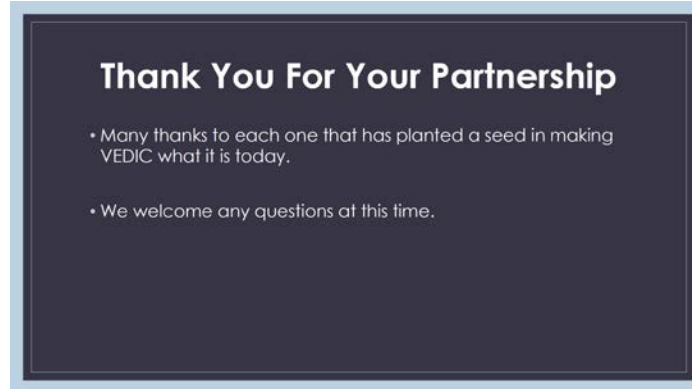 Thank You For Your Partnership
• Many thanks to each one that has planted a seed in making
VEDIC what it is today.
• We welcome any questions at this time.